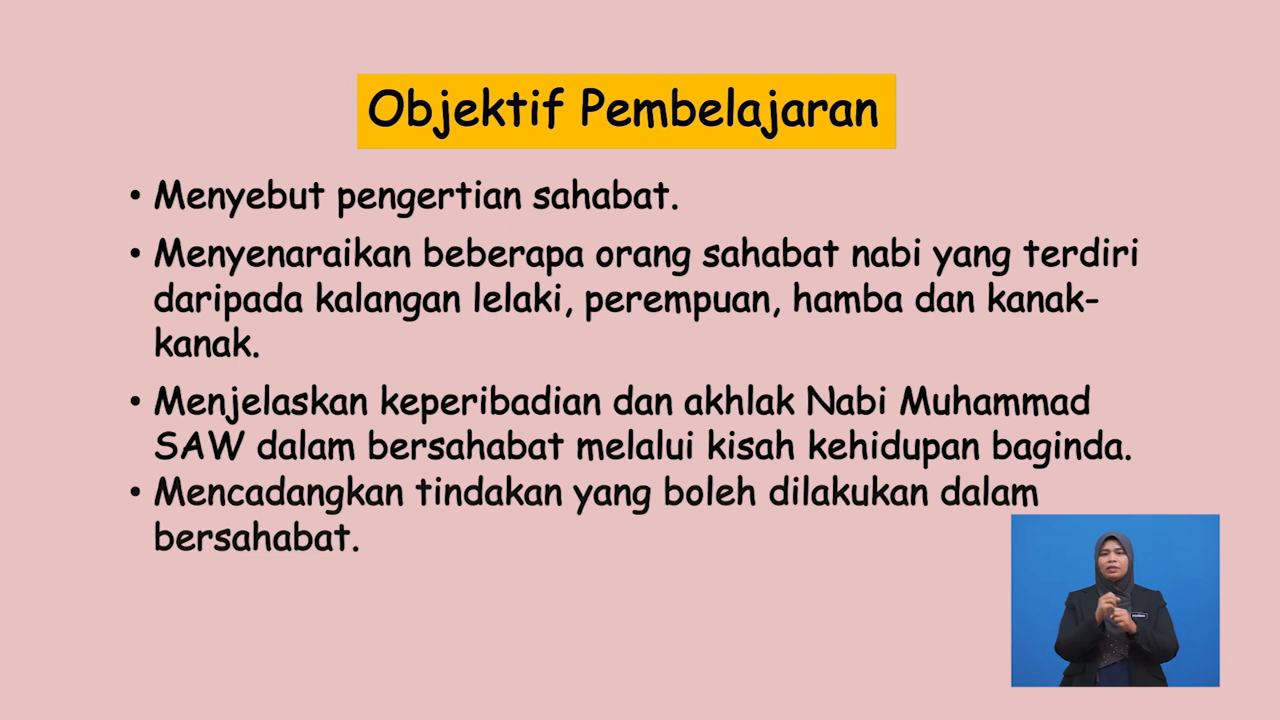 Objektif Pembelajaran
• Menyebut pengertian sahabat.
• Menyenaraikan beberapa orang sahabat nabi yang terdiri
daripada kalangan lelaki, perempuan, hamba dan kanak-
kanak.
• Menjelaskan keperibadian dan akhlak Nabi Muhammad
SAW dalam bersahabat melalui kisah kehidupan baginda.
• Mencadangkan tindakan yang boleh dilakukan dalam
bersahabat.